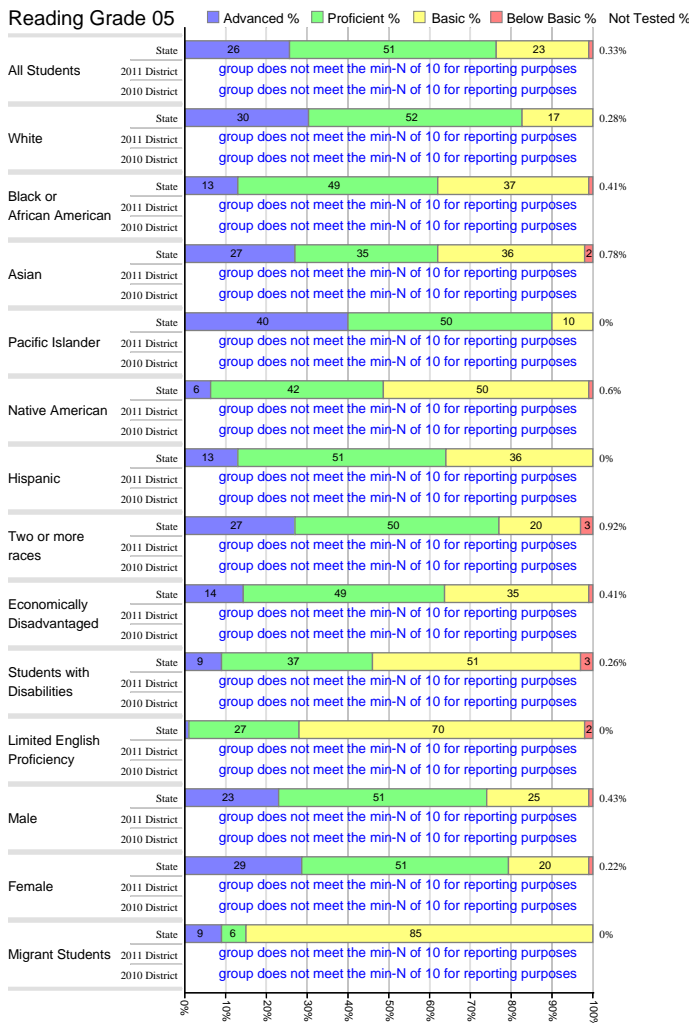 Reading Grade 05
Advanced % Proficient % Basic % Below Basic % Not Tested %
All Students
State 26 51 23 0.33%
2011 District group does not meet the min-N of 10 for reporting purposes
2010 District group does not meet the min-N of 10 for reporting purposes
White
State 30 52 17 0.28%
2011 District group does not meet the min-N of 10 for reporting purposes
2010 District group does not meet the min-N of 10 for reporting purposes
Black or
African American
State 13 49 37 0.41%
2011 District group does not meet the min-N of 10 for reporting purposes
2010 District group does not meet the min-N of 10 for reporting purposes
Asian
State 27 35 36 2 0.78%
2011 District group does not meet the min-N of 10 for reporting purposes
2010 District group does not meet the min-N of 10 for reporting purposes
Pacific Islander
State 40 50 10 0%
2011 District group does not meet the min-N of 10 for reporting purposes
2010 District group does not meet the min-N of 10 for reporting purposes
Native American
State 6 42 50 0.6%
2011 District group does not meet the min-N of 10 for reporting purposes
2010 District group does not meet the min-N of 10 for reporting purposes
Hispanic
State 13 51 36 0%
2011 District group does not meet the min-N of 10 for reporting purposes
2010 District group does not meet the min-N of 10 for reporting purposes
Two or more
races
State 27 50 20 3 0.92%
2011 District group does not meet the min-N of 10 for reporting purposes
2010 District group does not meet the min-N of 10 for reporting purposes
Economically
Disadvantaged
State 14 49 35 0.41%
2011 District group does not meet the min-N of 10 for reporting purposes
2010 District group does not meet the min-N of 10 for reporting purposes
Students with
Disabilities
State 9 37 51 3 0.26%
2011 District group does not meet the min-N of 10 for reporting purposes
2010 District group does not meet the min-N of 10 for reporting purposes
Limited English
Proficiency
State 27 70 2 0%
2011 District group does not meet the min-N of 10 for reporting purposes
2010 District group does not meet the min-N of 10 for reporting purposes
Male
State 23 51 25 0.43%
2011 District group does not meet the min-N of 10 for reporting purposes
2010 District group does not meet the min-N of 10 for reporting purposes
Female
State 29 51 20 0.22%
2011 District group does not meet the min-N of 10 for reporting purposes
2010 District group does not meet the min-N of 10 for reporting purposes
Migrant Students
State 9 6 85 0%
2011 District group does not meet the min-N of 10 for reporting purposes
2010 District group does not meet the min-N of 10 for reporting purposes
0% 10% 20% 30% 40% 50% 60% 70% 80% 90% 100%